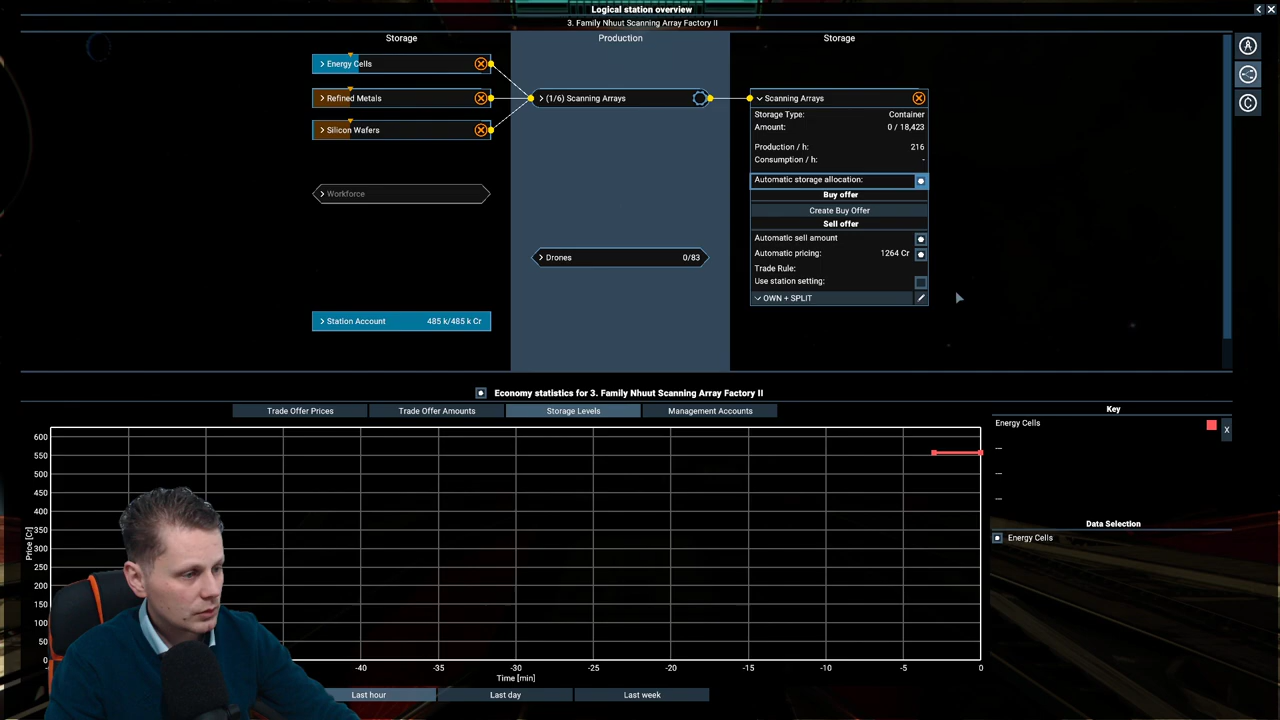 Logical station overview
3. Family Nhuut Scanning Array Factory II
Storage
Production
Storage
Energy Cells
Refined Metals
Silicon Wafers
Workforce
Station Account 485 k/485 k Cr
(1/6) Scanning Arrays
Drones 0/83
Scanning Arrays
Storage Type: Container
Amount: 0 / 18,423
Production / h: 216
Consumption / h: -
Automatic storage allocation:
Buy offer
Create Buy Offer
Sell offer
Automatic sell amount
Automatic pricing: 1264 Cr
Trade Rule:
Use station setting:
OWN + SPLIT
A
C
Economy statistics for 3. Family Nhuut Scanning Array Factory II
Trade Offer Prices
Trade Offer Amounts
Storage Levels
Management Accounts
Key
Energy Cells
X
---
---
---
Data Selection
Energy Cells
Price [Cr]
600
550
500
450
400
350
300
250
200
150
100
50
0
-40
-35
-30
-25
-20
-15
-10
-5
0
Time [min]
Last hour
Last day
Last week